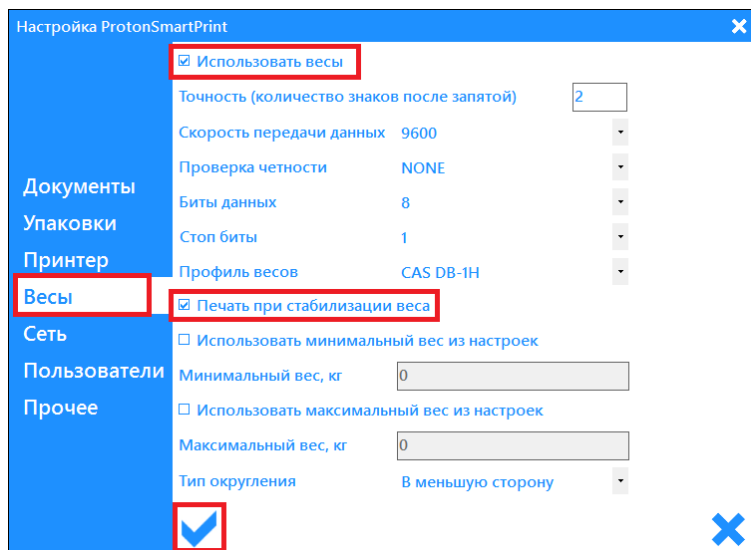 Настройка ProtonSmartPrint
Документы
Упаковки
Принтер
Весы
Сеть
Пользователи
Прочее
Использовать весы
Точность (количество знаков после запятой) 2
Скорость передачи данных 9600
Проверка четности NONE
Биты данных 8
Стоп биты 1
Профиль весов CAS DB-1H
Печать при стабилизации веса
Использовать минимальный вес из настроек
Минимальный вес, кг 0
Использовать максимальный вес из настроек
Максимальный вес, кг 0
Тип округления В меньшую сторону